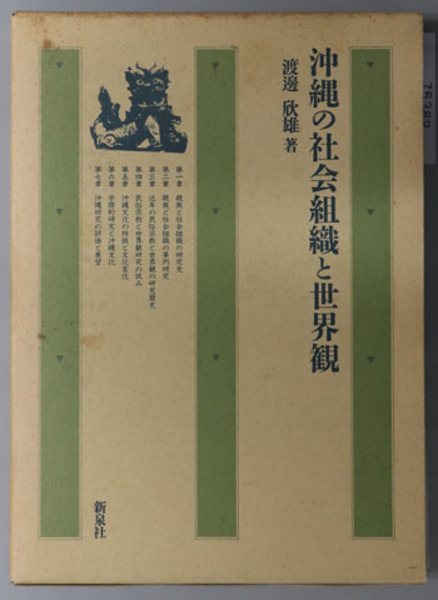 沖縄の社会組織と世界観
渡邊 欣雄 著
第一章 親族と社会組織の研究史
第二章 親族と社会組織の事例研究
第三章 近年の民俗宗教と世界観の研究略史
第四章 民俗宗教と世界観研究の試み
第五章 沖縄文化の特徴と文化変化
第六章 学際的研究と沖縄文化
第七章 沖縄研究の評価と展望
新泉社